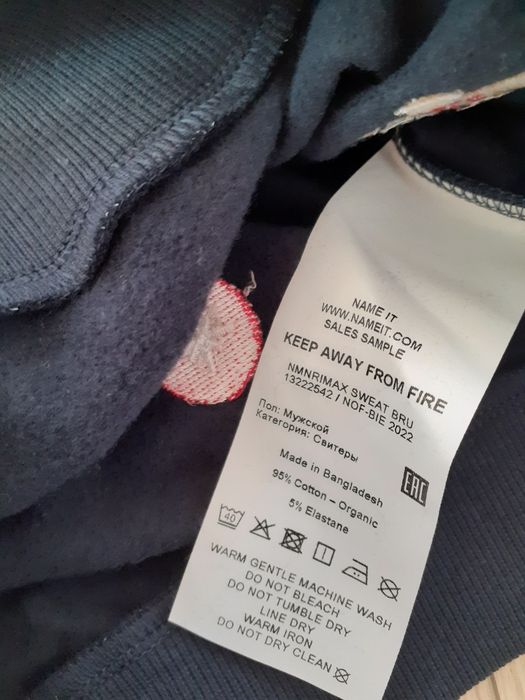 NAME IT
WWW.NAMEIT.COM
SALES SAMPLE
KEEP AWAY FROM FIRE
NMNRIMAX SWEAT BRU
13222542 / NOF-BIE 2022
Пол: Мужской
Категория: Свитеры
Made in Bangladesh
EAC
95% Cotton – Organic
5% Elastane
40
WARM GENTLE MACHINE WASH
DO NOT BLEACH
DO NOT TUMBLE DRY
LINE DRY
WARM IRON
DO NOT DRY CLEAN